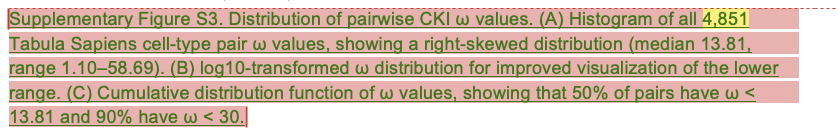 Supplementary Figure S3. Distribution of pairwise CKI ω values. (A) Histogram of all 4,851
Tabula Sapiens cell-type pair ω values, showing a right-skewed distribution (median 13.81,
range 1.10–58.69). (B) log10-transformed ω distribution for improved visualization of the lower
range. (C) Cumulative distribution function of ω values, showing that 50% of pairs have ω <
13.81 and 90% have ω < 30.